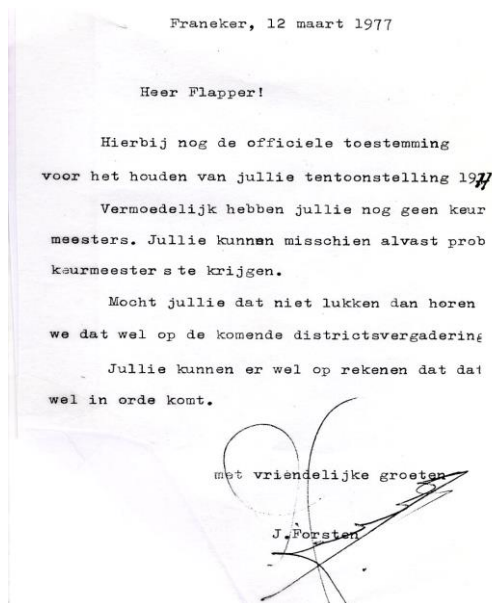 Franeker, 12 maart 1977
Heer Flapper!
Hierbij nog de officiele toestemming
voor het houden van jullie tentoonstelling 1977
Vermoedelijk hebben jullie nog geen keur
meesters. Jullie kunnen misschien alvast prob
keurmeester s te krijgen.
Mocht jullie dat niet lukken dan horen
we dat wel op de komende districtsvergadering
Jullie kunnen er wel op rekenen dat dat
wel in orde komt.
met vriendelijke groeten
J.Forsten